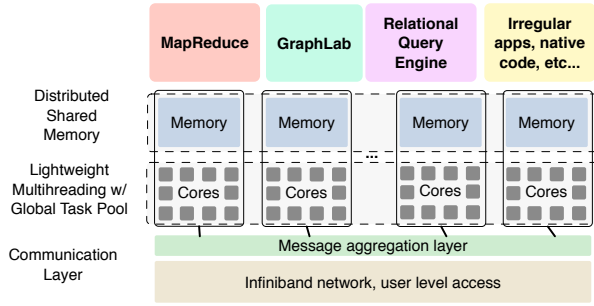 MapReduce
GraphLab
Relational
Query
Engine
Irregular
apps, native
code, etc...
Distributed
Shared
Memory
Memory
Memory
Memory
Memory
...
Lightweight
Multithreading w/
Global Task Pool
Cores
Cores
Cores
Cores
Communication
Layer
Message aggregation layer
Infiniband network, user level access